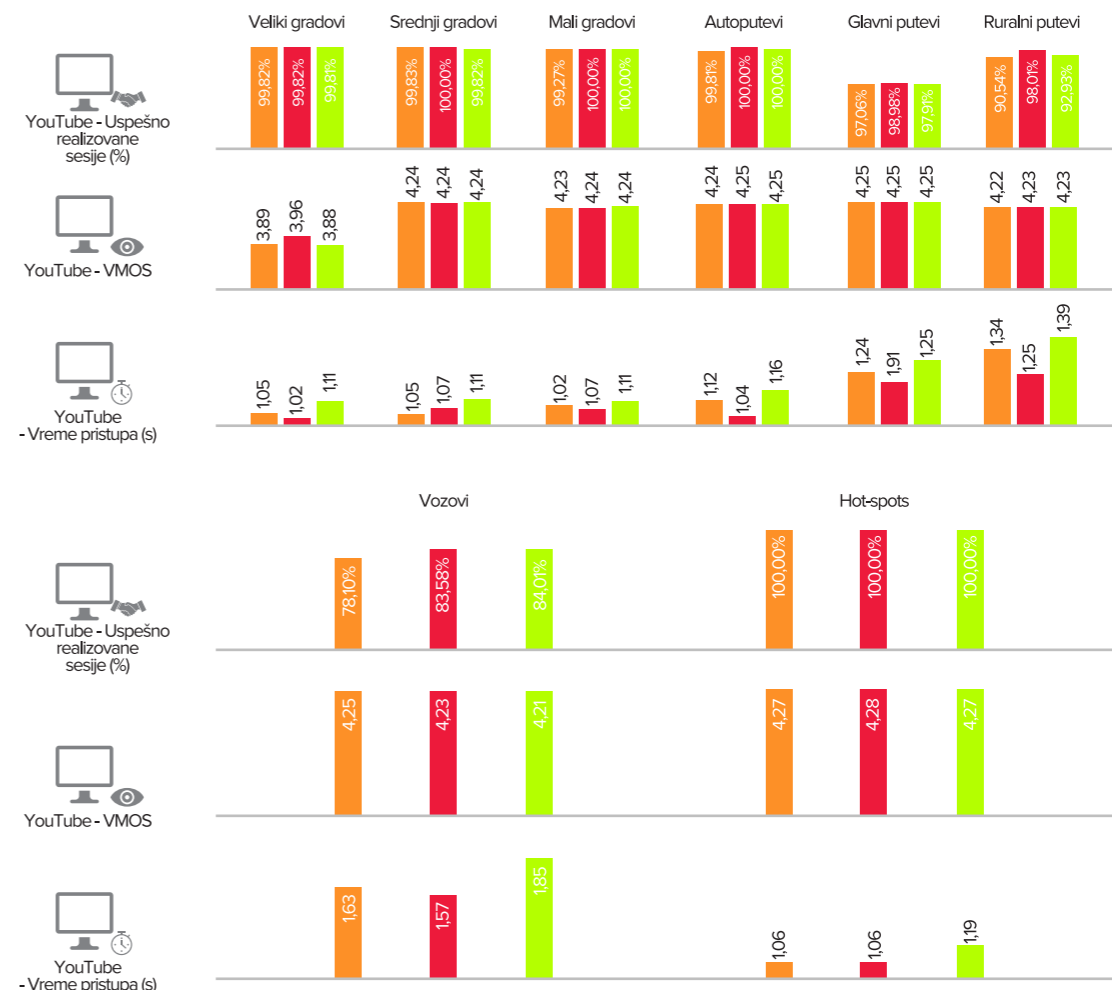 Veliki gradovi Srednji gradovi Mali gradovi Autoputevi Glavni putevi Ruralni putevi
99,82% 99,82% 99,81% 99,83% 100,00% 99,82% 99,27% 100,00% 100,00% 99,81% 100,00% 100,00% 97,06% 98,98% 97,91% 90,54% 98,01% 92,93%
YouTube - Uspešno
realizovane
sesije (%)
3,89 3,96 3,88 4,24 4,24 4,24 4,23 4,24 4,24 4,24 4,25 4,25 4,25 4,25 4,25 4,22 4,23 4,23
YouTube - VMOS
1,05 1,02 1,11 1,05 1,07 1,11 1,02 1,07 1,11 1,12 1,04 1,16 1,24 1,91 1,25 1,34 1,25 1,39
YouTube
- Vreme pristupa (s)
Vozovi Hot-spots
78,10% 83,58% 84,01% 100,00% 100,00% 100,00%
YouTube - Uspešno
realizovane
sesije (%)
4,25 4,23 4,21 4,27 4,28 4,27
YouTube - VMOS
1,63 1,57 1,85 1,06 1,06 1,19
YouTube
- Vreme pristupa (s)